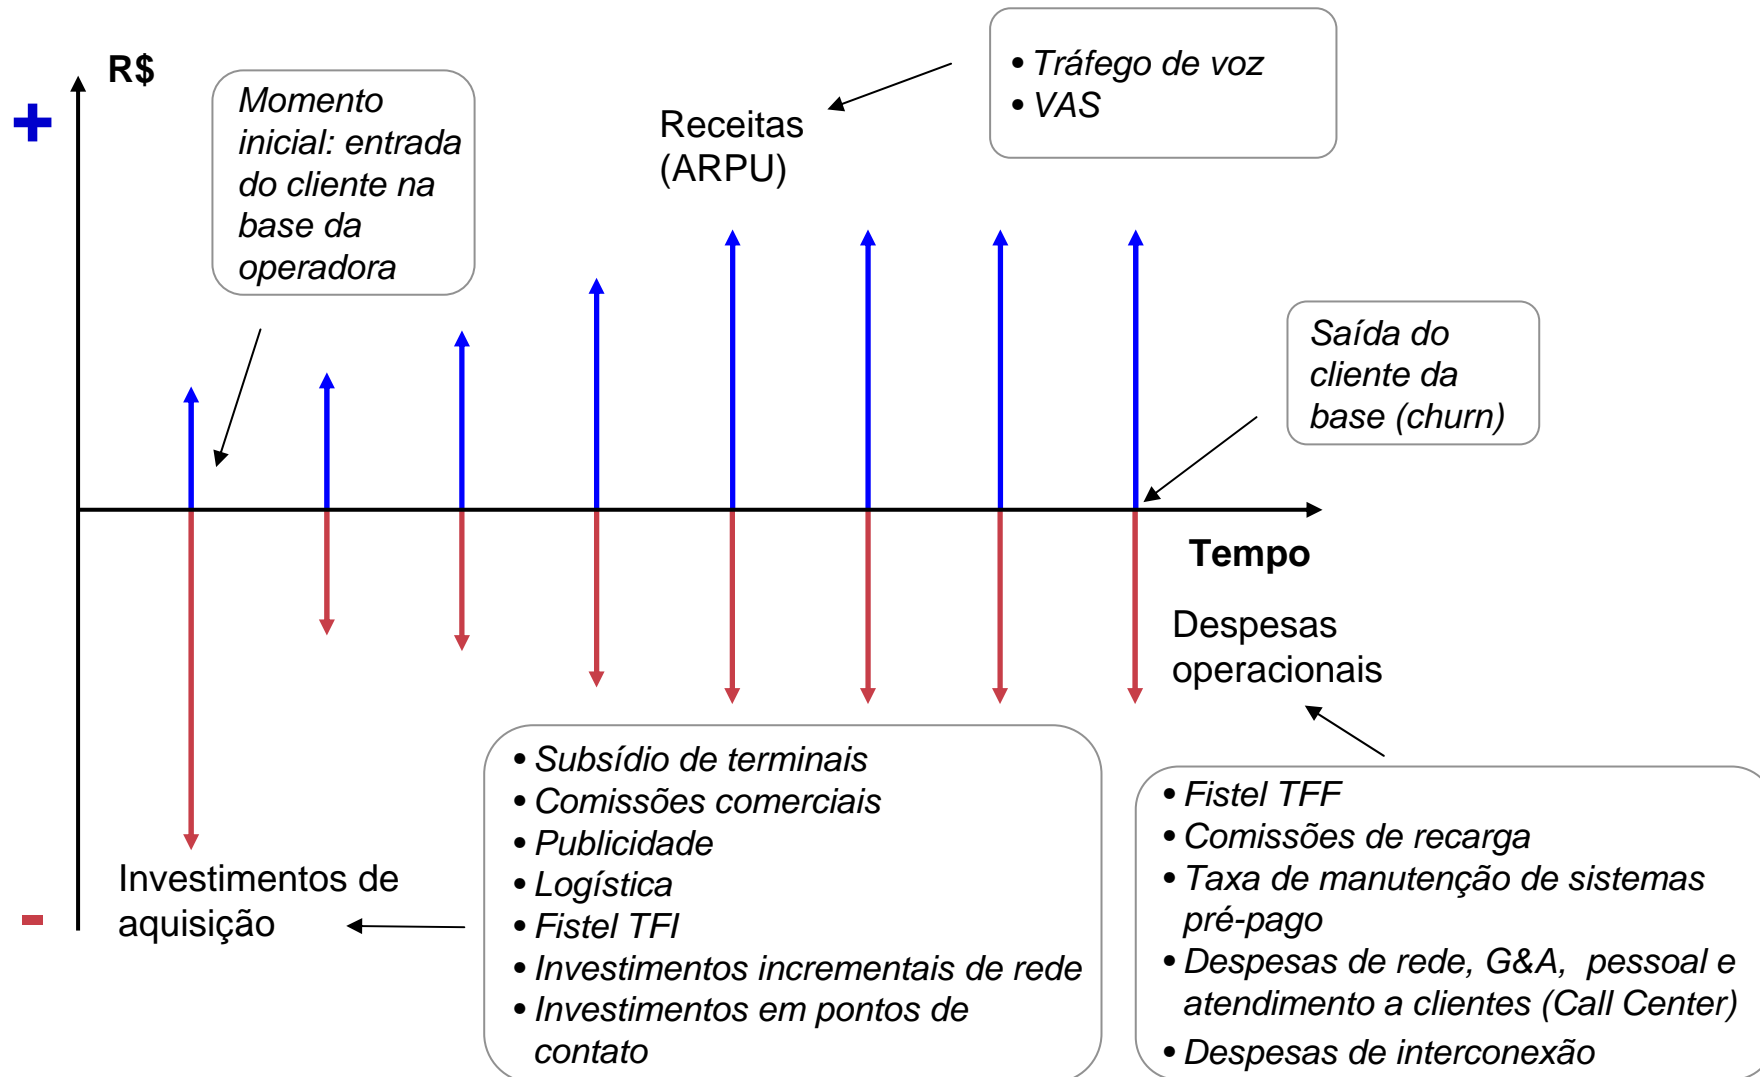 R$
+
Momento
inicial: entrada
do cliente na
base da
operadora
Receitas
(ARPU)
• Tráfego de voz
• VAS
Saída do
cliente da
base (churn)
Tempo
Despesas
operacionais
-
Investimentos de
aquisição
• Subsídio de terminais
• Comissões comerciais
• Publicidade
• Logística
• Fistel TFI
• Investimentos incrementais de rede
• Investimentos em pontos de
contato
• Fistel TFF
• Comissões de recarga
• Taxa de manutenção de sistemas
pré-pago
• Despesas de rede, G&A, pessoal e
atendimento a clientes (Call Center)
• Despesas de interconexão